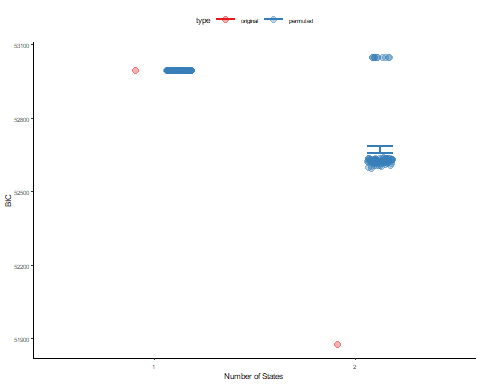 type original permuted
53100
52800
52500
52200
51900
BIC
1 2
Number of States